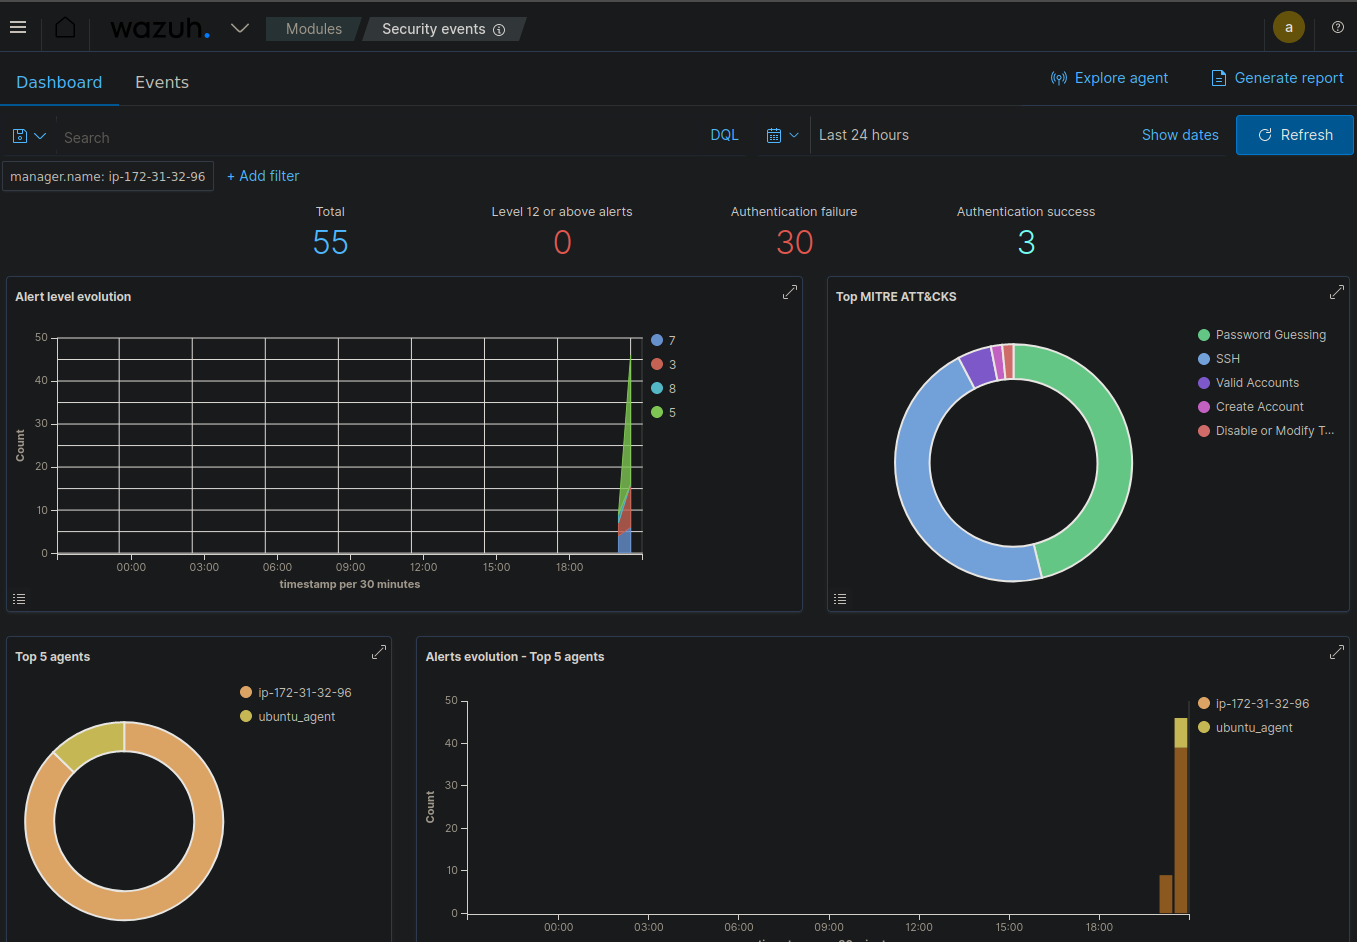 wazuh.
Modules
Security events
a
Dashboard
Events
Explore agent
Generate report
Search
DQL
Last 24 hours
Show dates
Refresh
manager.name: ip-172-31-32-96
+ Add filter
Total
55
Level 12 or above alerts
0
Authentication failure
30
Authentication success
3
Alert level evolution
50
40
30
20
10
0
Count
00:00
03:00
06:00
09:00
12:00
15:00
18:00
timestamp per 30 minutes
7
3
8
5
Top MITRE ATT&CKS
Password Guessing
SSH
Valid Accounts
Create Account
Disable or Modify T...
Top 5 agents
ip-172-31-32-96
ubuntu_agent
Alerts evolution - Top 5 agents
50
40
30
20
10
0
Count
00:00
03:00
06:00
09:00
12:00
15:00
18:00
ip-172-31-32-96
ubuntu_agent